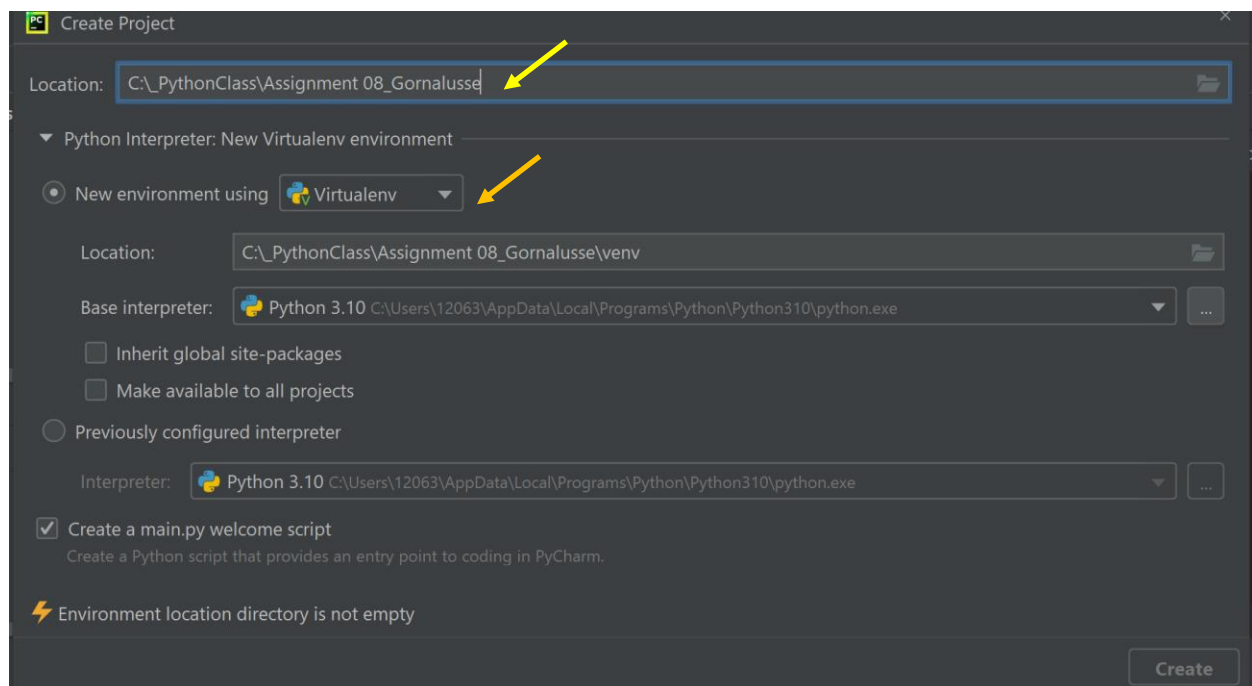 PC Create Project
Location: C:\_PythonClass\Assignment 08_Gornalusse
Python Interpreter: New Virtualenv environment
New environment using Virtualenv
Location: C:\_PythonClass\Assignment 08_Gornalusse\venv
Base interpreter: Python 3.10 C:\Users\12063\AppData\Local\Programs\Python\Python310\python.exe ...
Inherit global site-packages
Make available to all projects
Previously configured interpreter
Interpreter: Python 3.10 C:\Users\12063\AppData\Local\Programs\Python\Python310\python.exe ...
Create a main.py welcome script
Create a Python script that provides an entry point to coding in PyCharm.
Environment location directory is not empty
Create